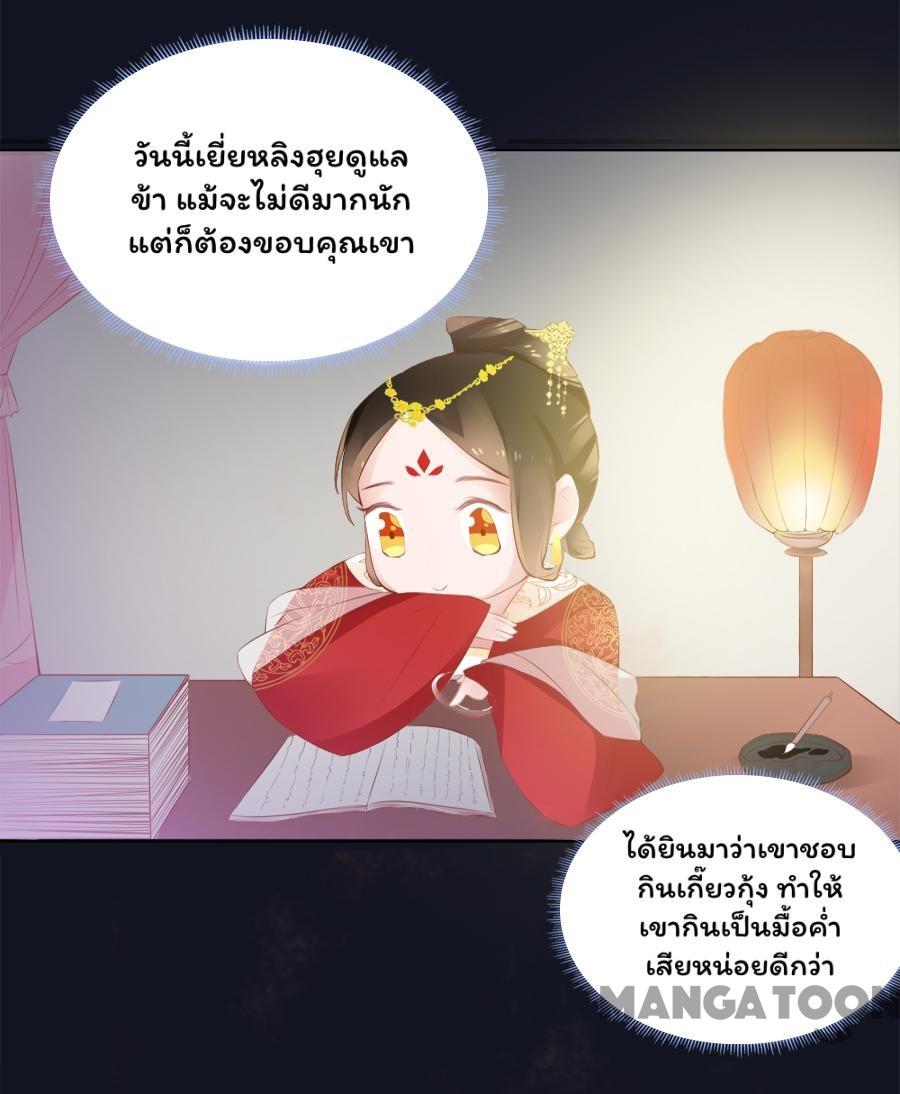 วันนี้เยี่ยหลิงฮุยดูแล
ข้า แม้จะไม่ดีมากนัก
แต่ก็ต้องขอบคุณเขา
ได้ยินมาว่าเขาชอบ
กินเกี๊ยวกุ้ง ทำให้
เขากินเป็นมื้อค่ำ
เสียหน่อยดีกว่า
MANGA TOON